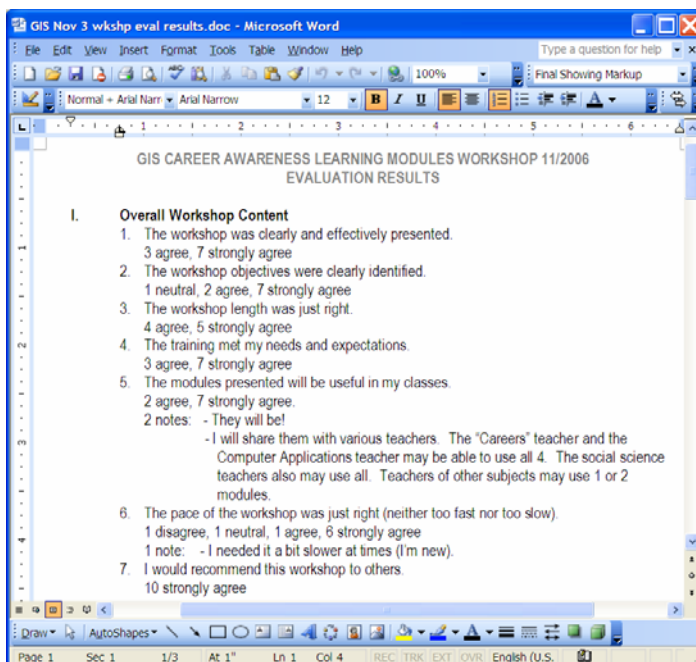 GIS Nov 3 wkshp eval results.doc - Microsoft Word
File Edit View Insert Format Tools Table Window Help
Type a question for help
100%
Final Showing Markup
Normal + Arial Narr
Arial Narrow
12
B I U
A
L
1 2 3 4 5 6
GIS CAREER AWARENESS LEARNING MODULES WORKSHOP 11/2006
EVALUATION RESULTS
I. Overall Workshop Content
1. The workshop was clearly and effectively presented.
3 agree, 7 strongly agree
2. The workshop objectives were clearly identified.
1 neutral, 2 agree, 7 strongly agree
3. The workshop length was just right.
4 agree, 5 strongly agree
4. The training met my needs and expectations.
3 agree, 7 strongly agree
5. The modules presented will be useful in my classes.
2 agree, 7 strongly agree.
2 notes: - They will be!
- I will share them with various teachers. The “Careers” teacher and the
Computer Applications teacher may be able to use all 4. The social science
teachers also may use all. Teachers of other subjects may use 1 or 2
modules.
6. The pace of the workshop was just right (neither too fast nor too slow).
1 disagree, 1 neutral, 1 agree, 6 strongly agree
1 note: - I needed it a bit slower at times (I’m new).
7. I would recommend this workshop to others.
10 strongly agree
Draw AutoShapes
Page 1 Sec 1 1/3 At 1" Ln 1 Col 4 REC TRK EXT OVR English (U.S.